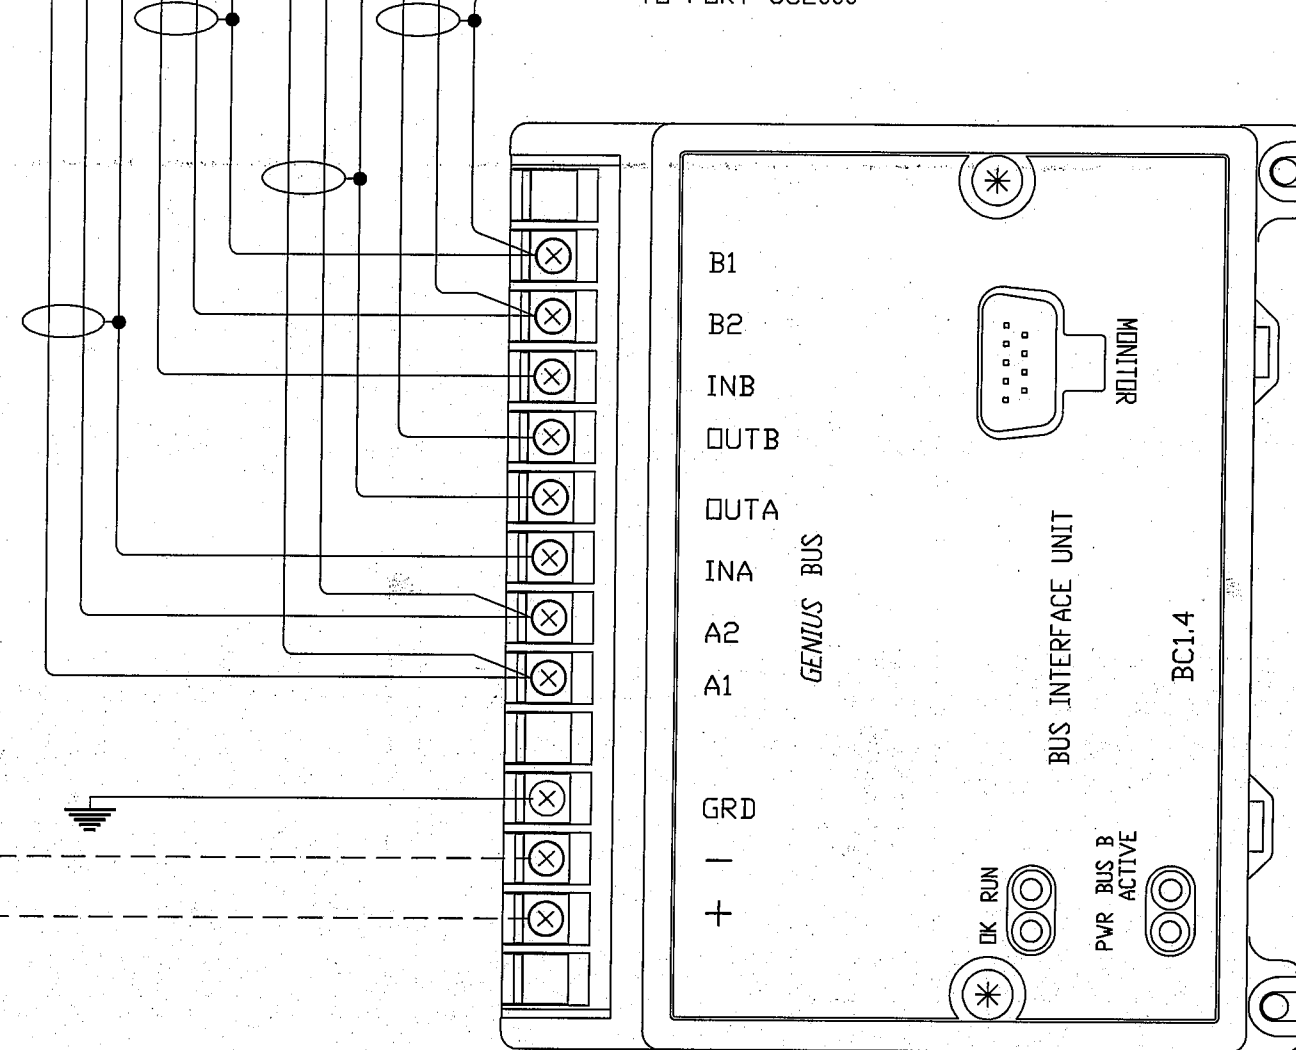 B1
B2
INB
OUTB
OUTA
INA
A2
A1
GRD
−
+
MONITOR
GENIUS BUS
BUS INTERFACE UNIT
BC1.4
OK RUN
PWR BUS B
ACTIVE